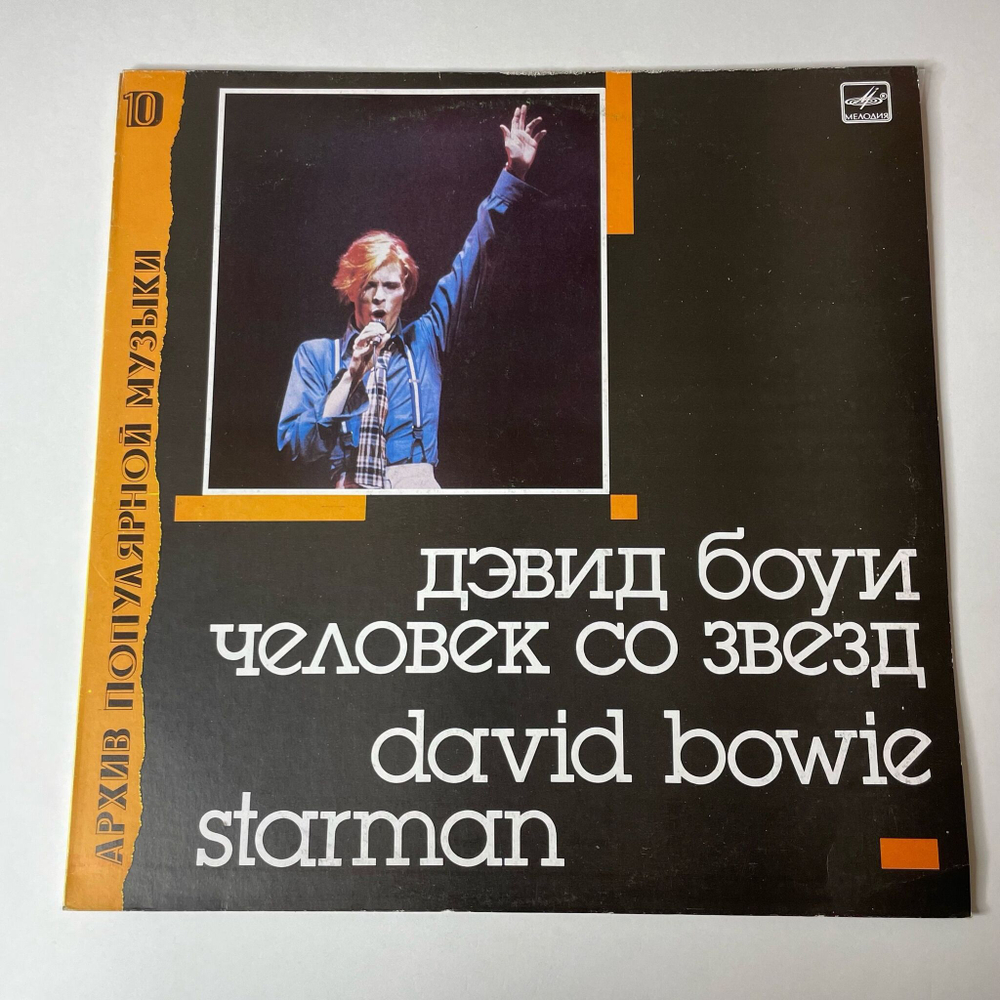 10
АРХИВ ПОПУЛЯРНОЙ МУЗЫКИ
МЕЛОДИЯ
дэвид боуи
человек со звезд
david bowie
starman